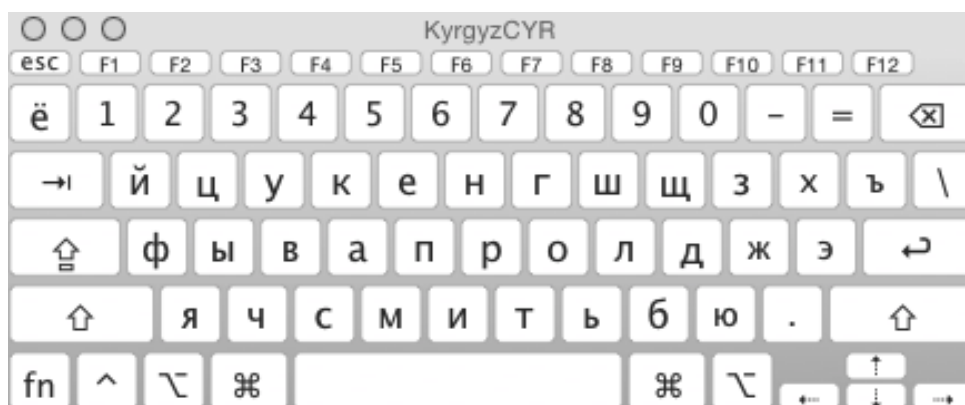 KyrgyzCYR
esc F1 F2 F3 F4 F5 F6 F7 F8 F9 F10 F11 F12
ё 1 2 3 4 5 6 7 8 9 0 - =
й ц у к е н г ш щ з х ъ \
ф ы в а п р о л д ж э
я ч с м и т ь б ю .
fn ^ ⌥ ⌘ ⌘ ⌥